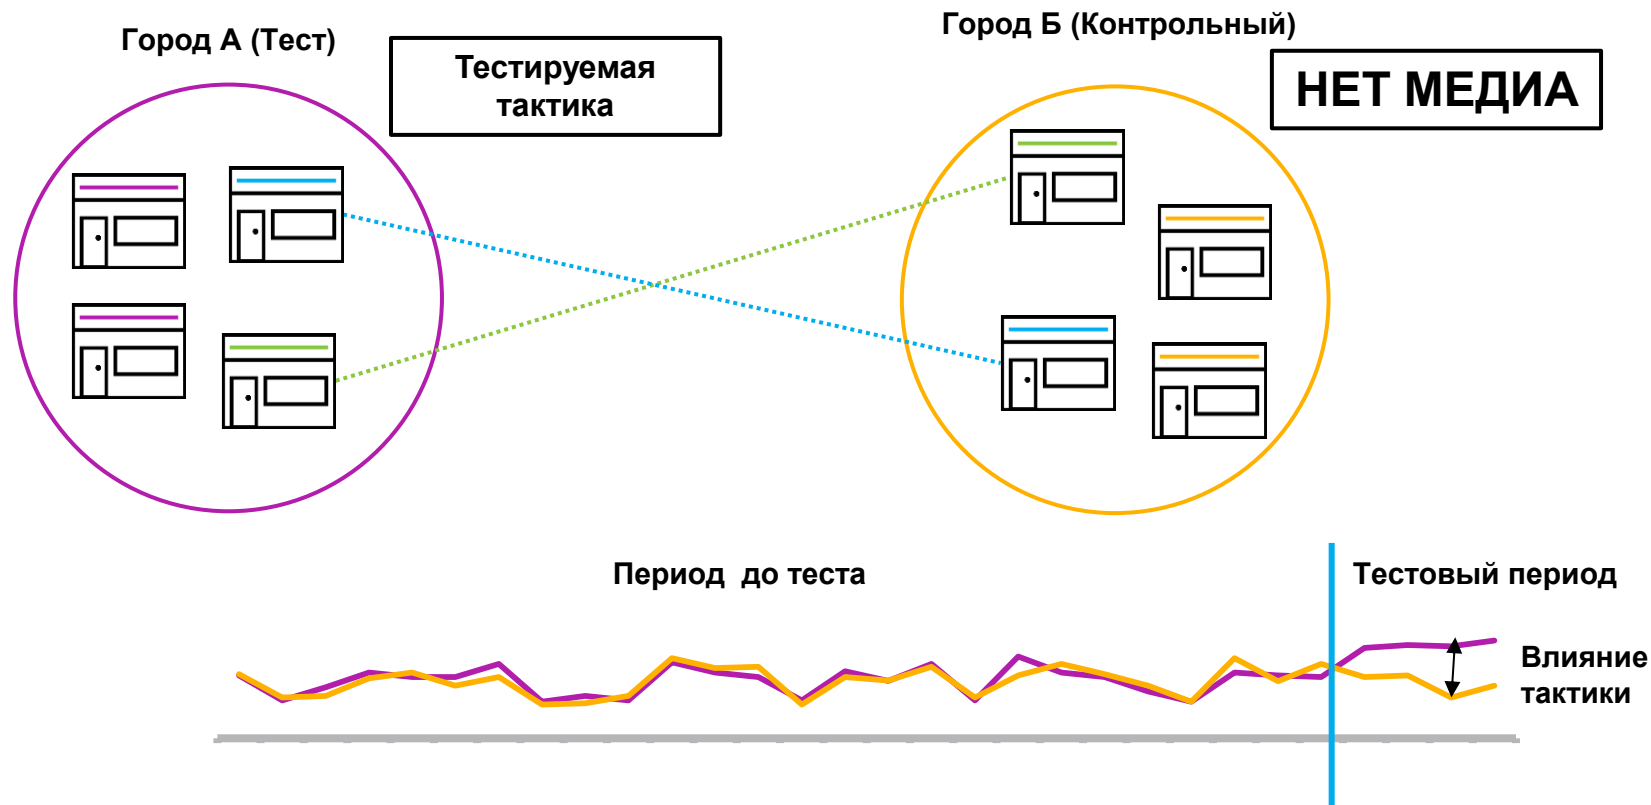 Город А (Тест)
Тестируемая
тактика
Город Б (Контрольный)
НЕТ МЕДИА
Период до теста
Тестовый период
Влияние
тактики